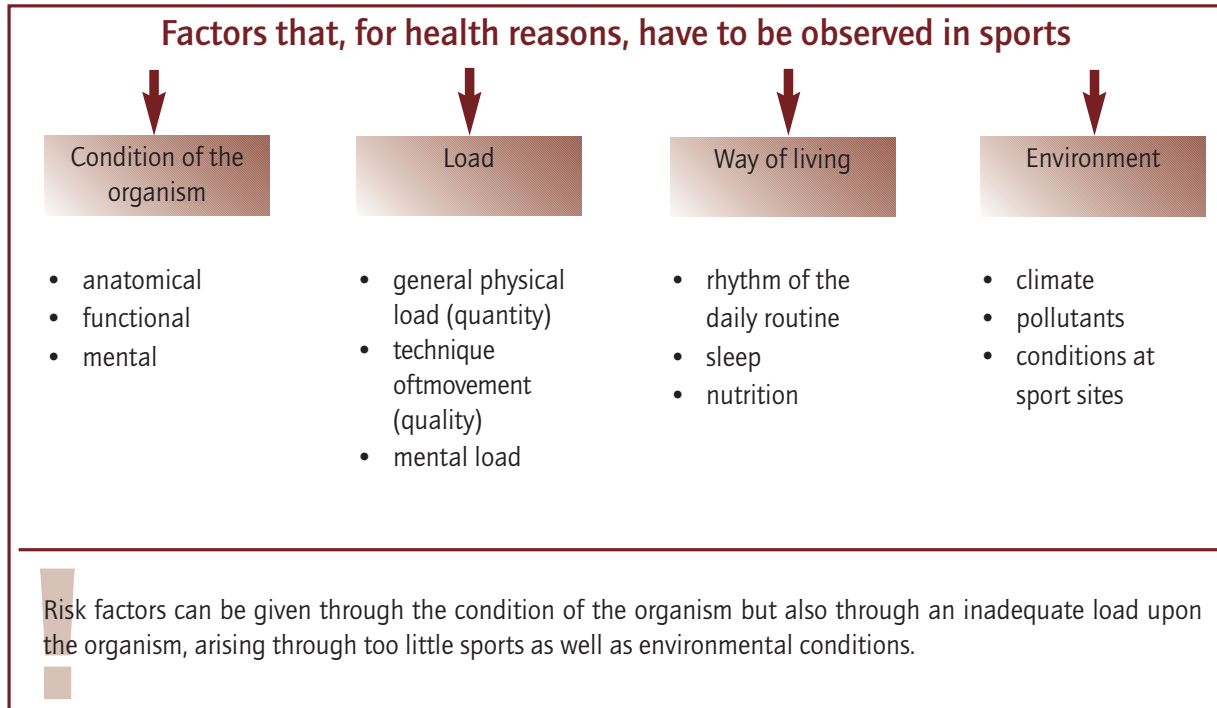 Factors that, for health reasons, have to be observed in sports
Condition of the
organism
Load
Way of living
Environment
• anatomical
• functional
• mental
• general physical
load (quantity)
• technique
oftmovement
(quality)
• mental load
• rhythm of the
daily routine
• sleep
• nutrition
• climate
• pollutants
• conditions at
sport sites
!
Risk factors can be given through the condition of the organism but also through an inadequate load upon
the organism, arising through too little sports as well as environmental conditions.